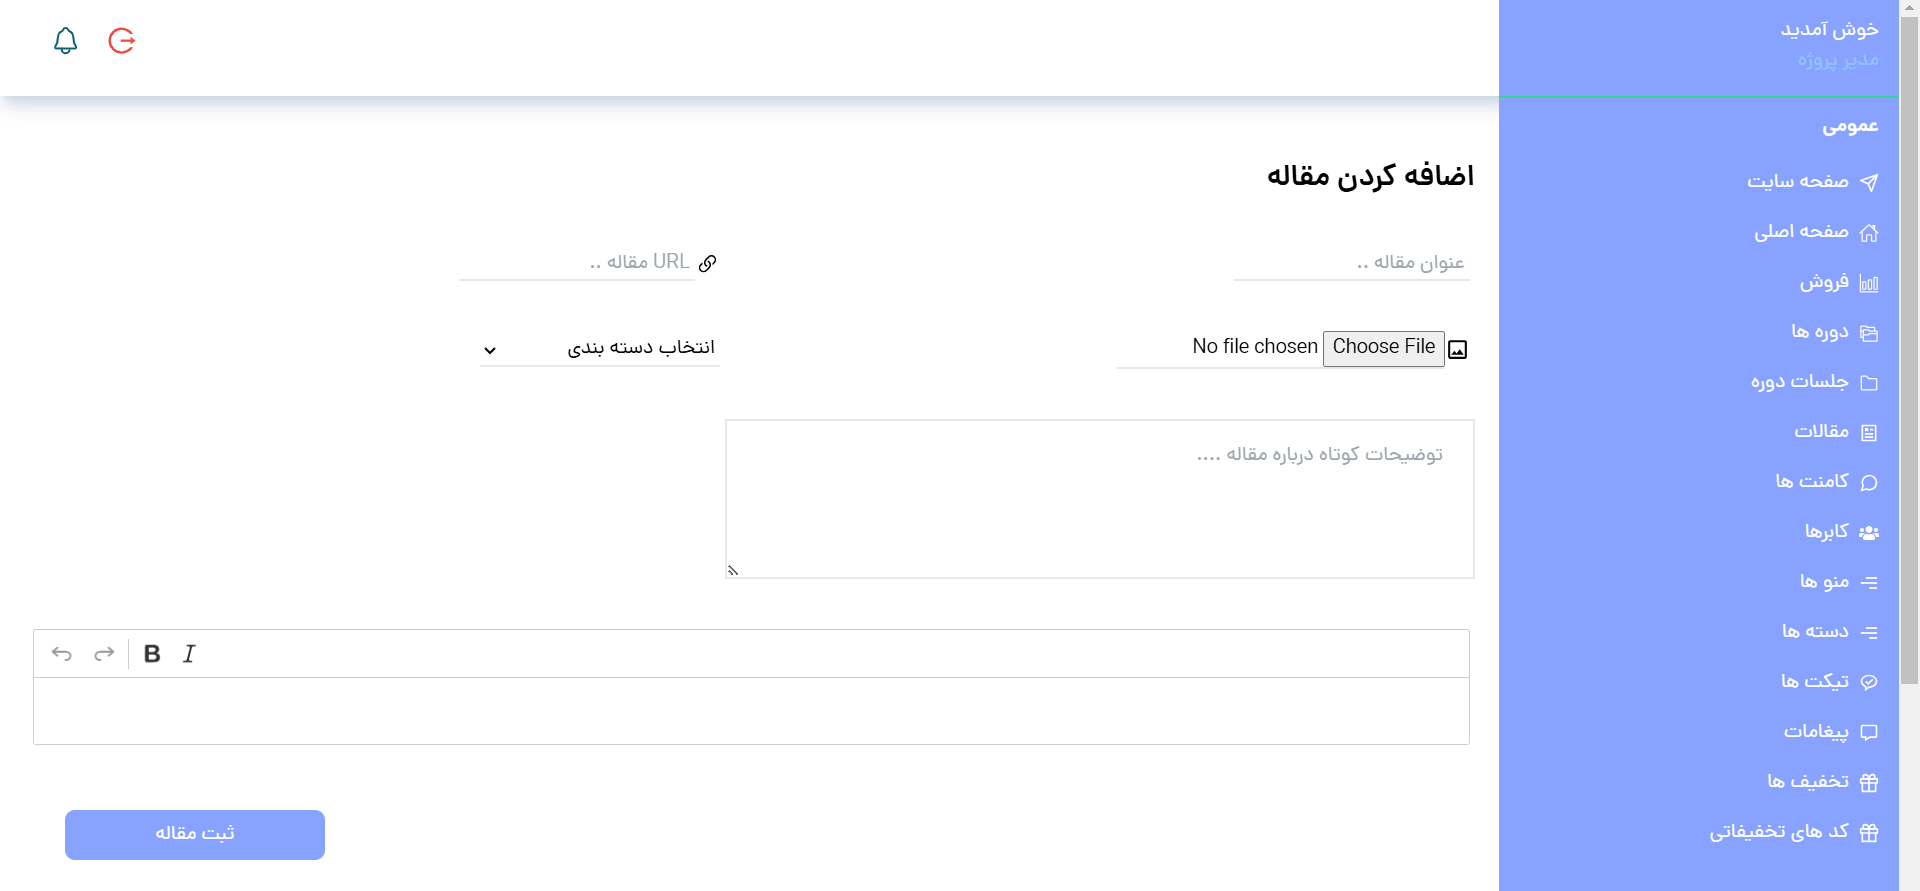 خوش آمدید
مدیر پروژه
عمومی
صفحه سایت
صفحه اصلی
فروش
دوره ها
جلسات دوره
مقالات
کامنت ها
کابرها
منو ها
دسته ها
تیکت ها
پیغامات
تخفیف ها
کد های تخفیفاتی
اضافه کردن مقاله
عنوان مقاله ..
URL مقاله ..
Choose File No file chosen
انتخاب دسته بندی
توضیحات کوتاه درباره مقاله ....
B I
ثبت مقاله